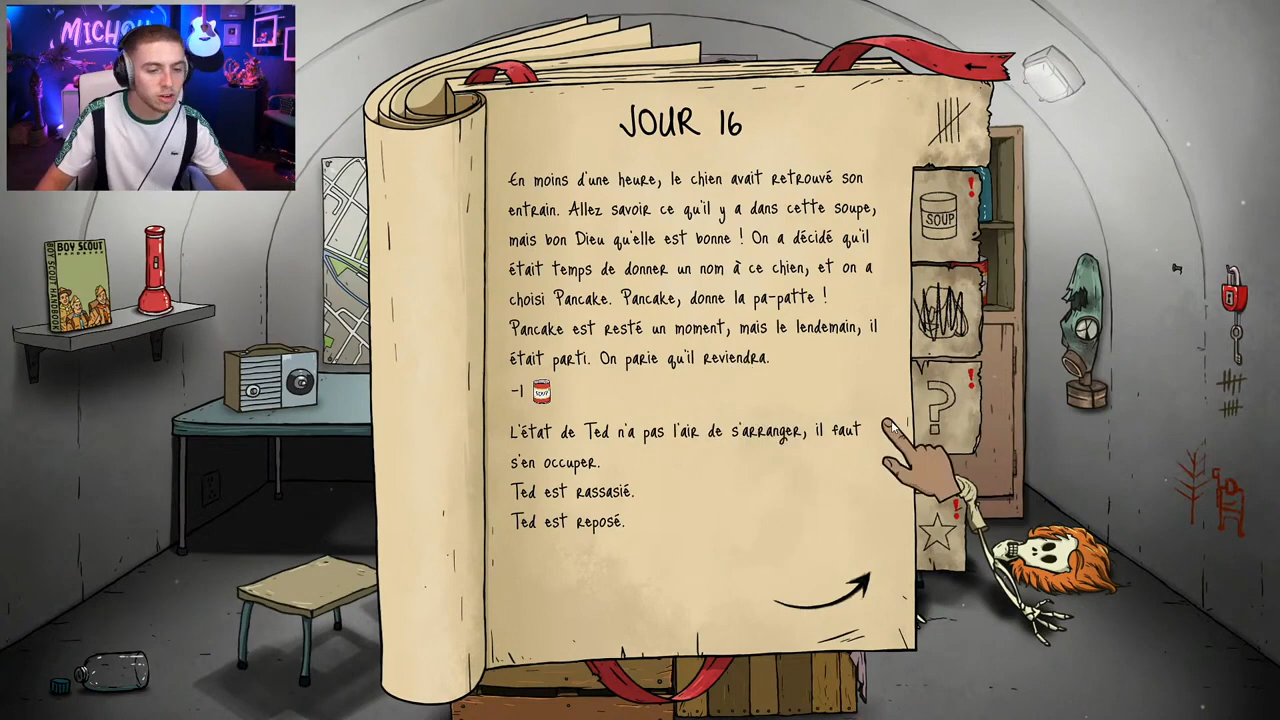 MICHOU
JOUR 16
En moins d'une heure, le chien avait retrouvé son
entrain. Allez savoir ce qu'il y a dans cette soupe,
mais bon Dieu qu'elle est bonne ! On a décidé qu'il
était temps de donner un nom à ce chien, et on a
choisi Pancake. Pancake, donne la pa-patte !
Pancake est resté un moment, mais le lendemain, il
était parti. On parie qu'il reviendra.
-1 SOUP
L'état de Ted n'a pas l'air de s'arranger, il faut
s'en occuper.
Ted est rassasié.
Ted est reposé.
!
SOUP
!
?
!
BOY SCOUT
BOY SCOUT HANDBOOK